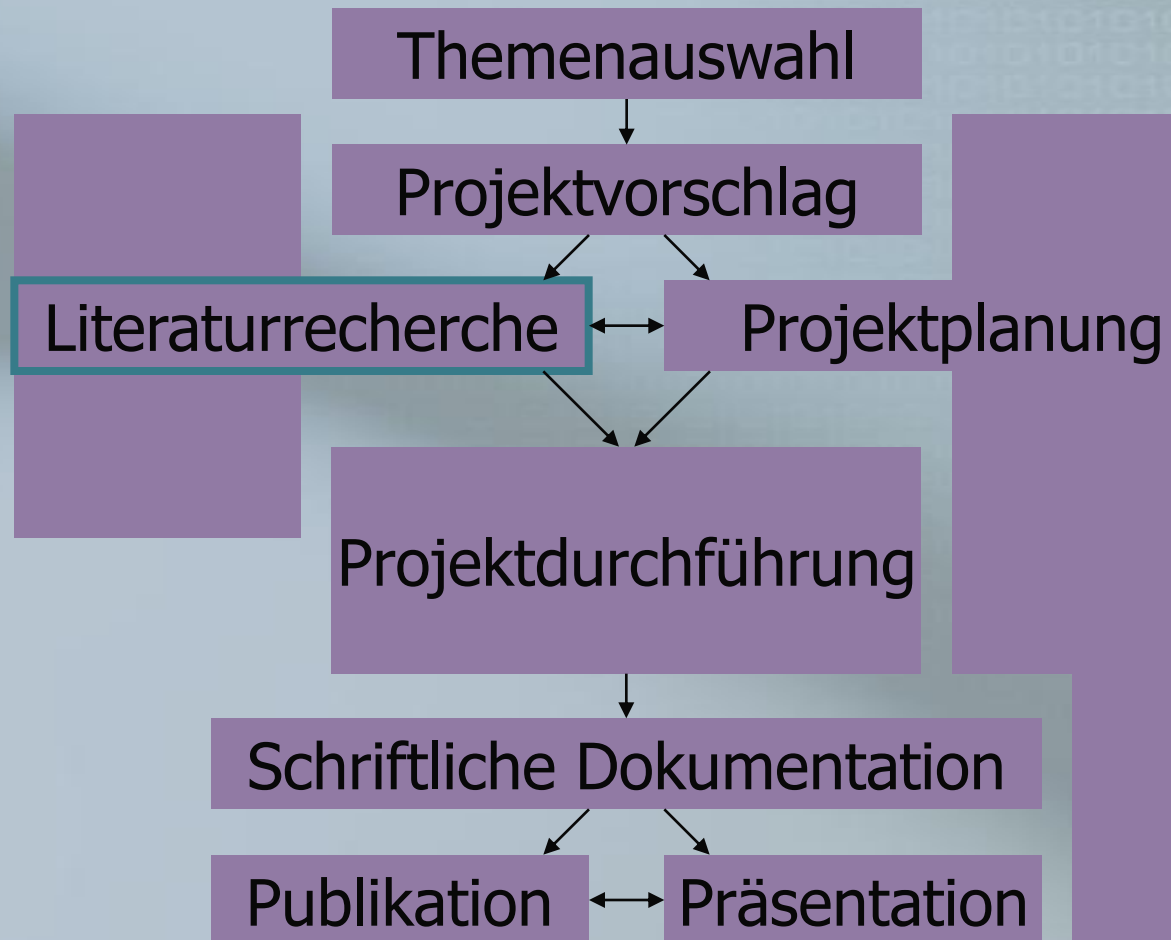 Themenauswahl
Projektvorschlag
Literaturrecherche
Projektplanung
Projektdurchführung
Schriftliche Dokumentation
Publikation
Präsentation